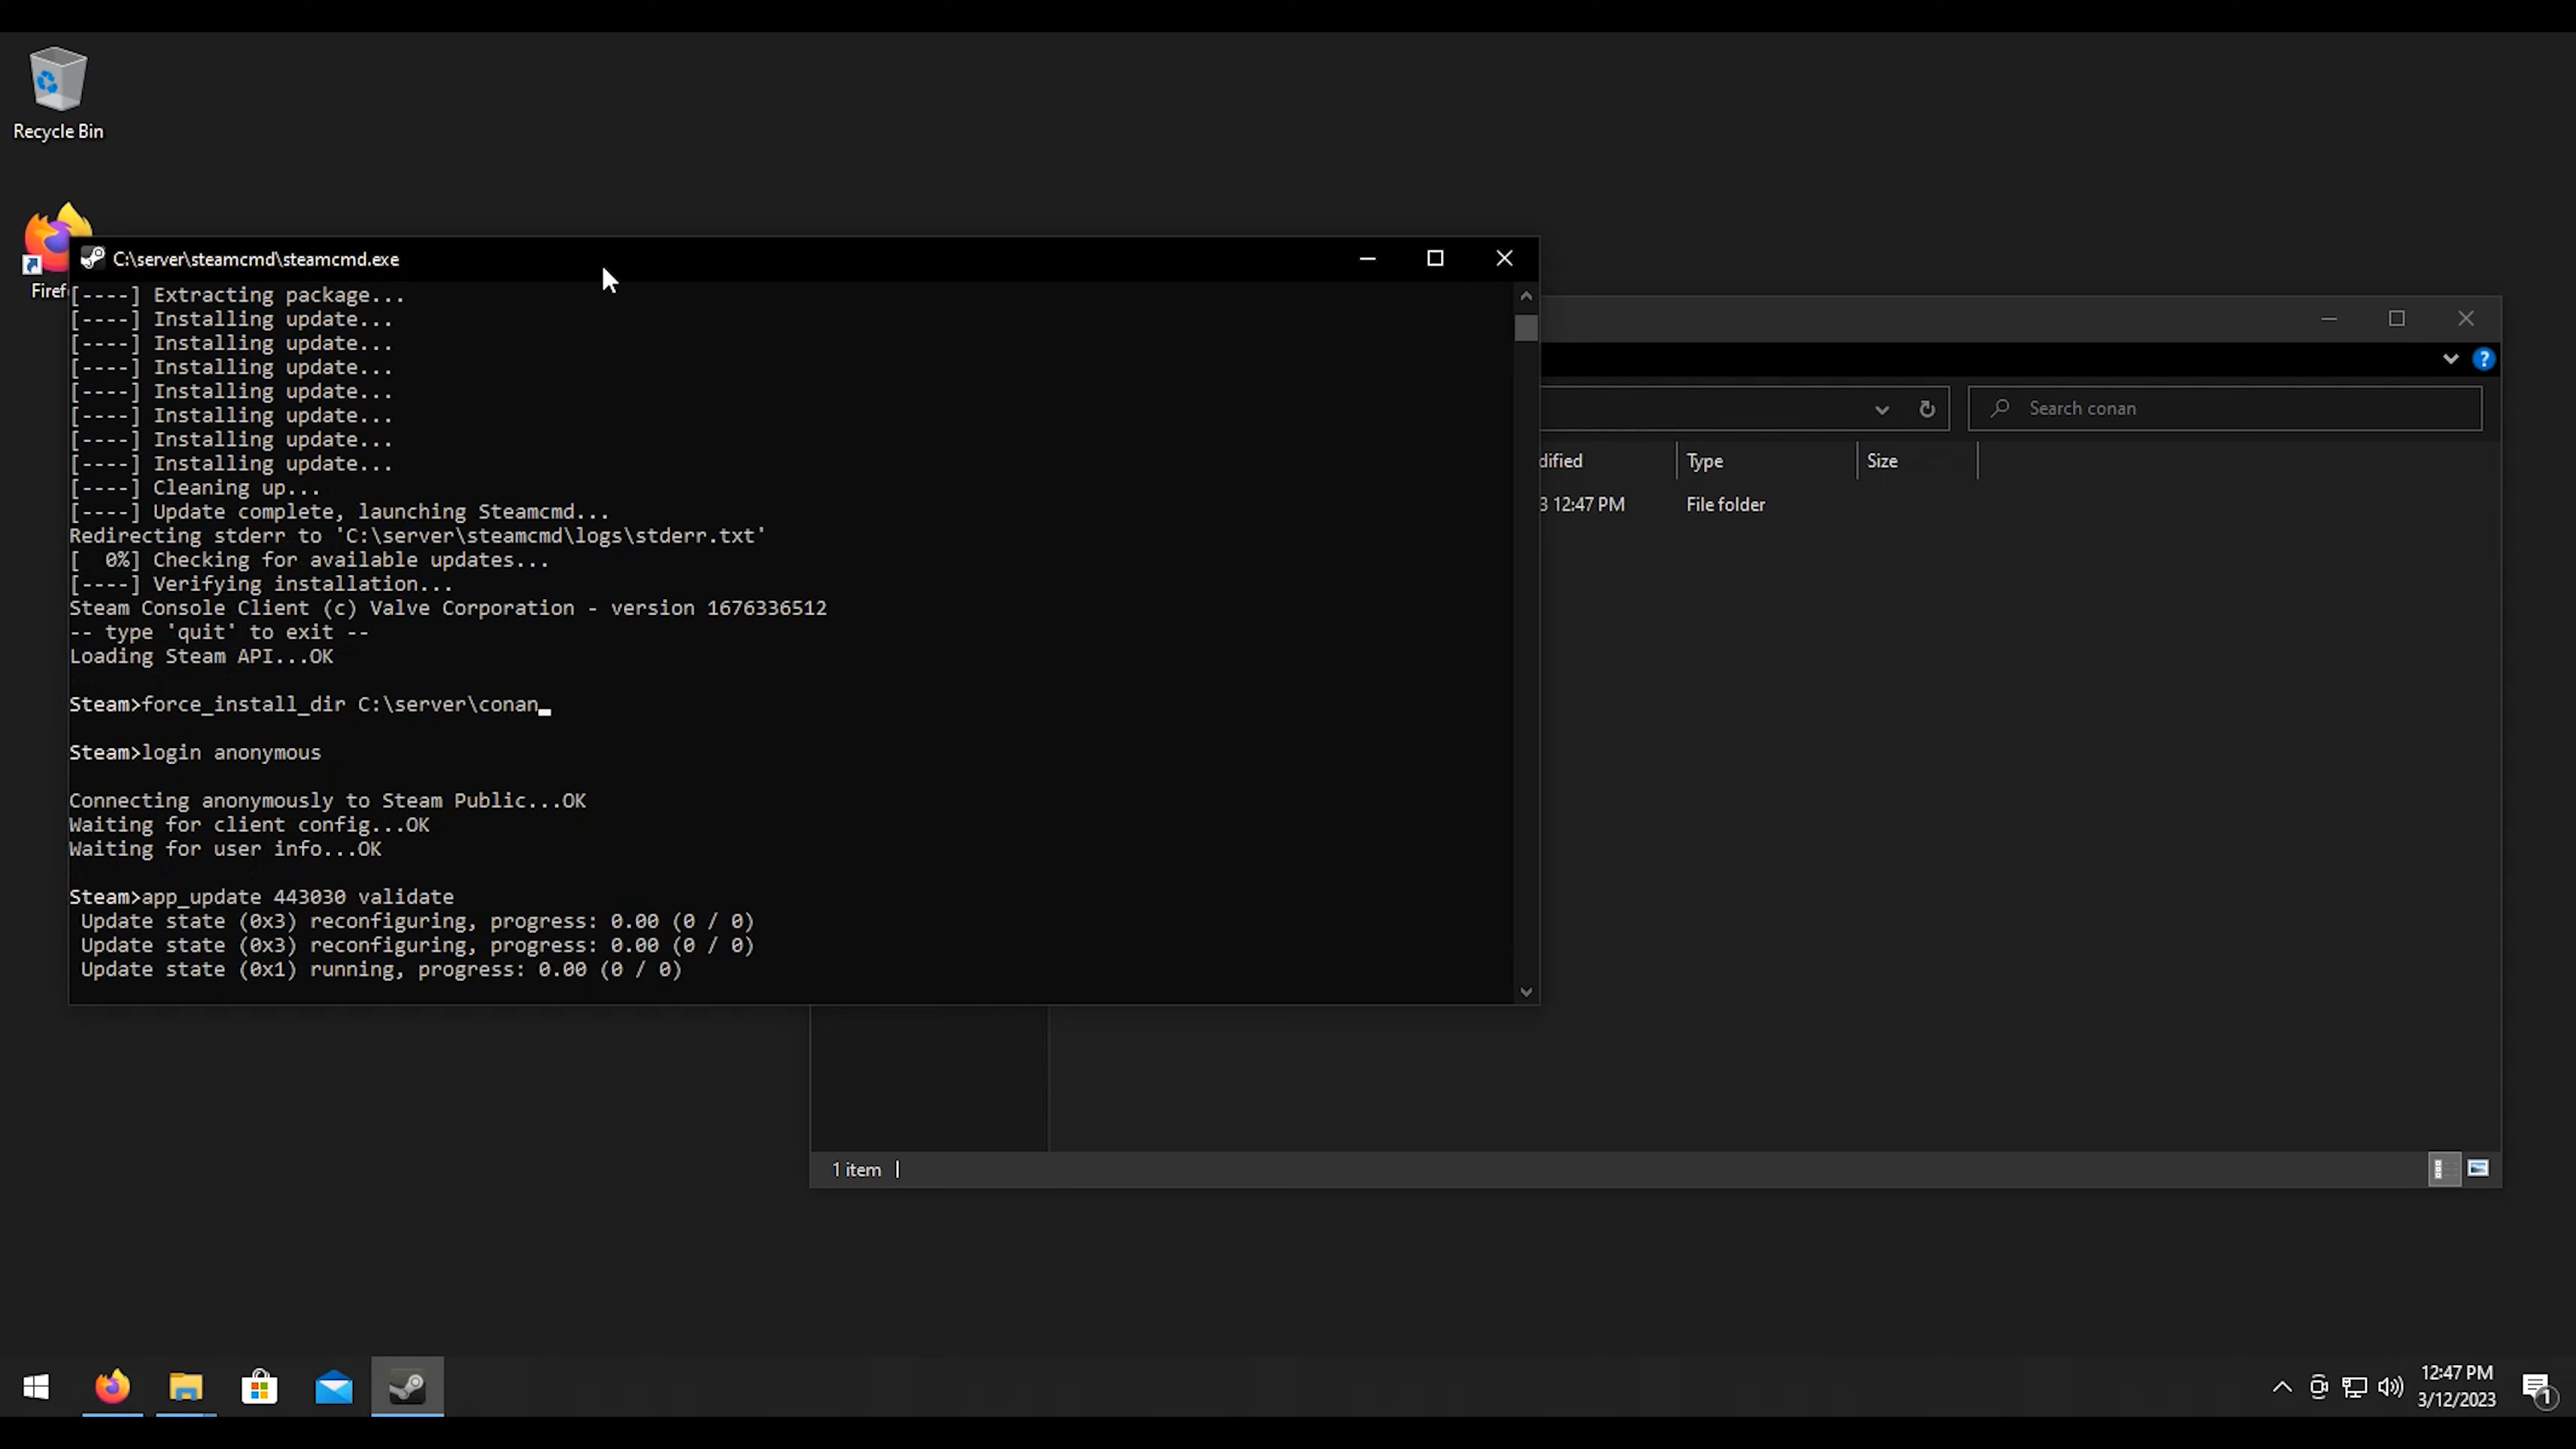 Recycle Bin
Firef
C:\server\steamcmd\steamcmd.exe
[----] Extracting package...
[----] Installing update...
[----] Installing update...
[----] Installing update...
[----] Installing update...
[----] Installing update...
[----] Installing update...
[----] Installing update...
[----] Cleaning up...
[----] Update complete, launching Steamcmd...
Redirecting stderr to 'C:\server\steamcmd\logs\stderr.txt'
[  0%] Checking for available updates...
[----] Verifying installation...
Steam Console Client (c) Valve Corporation - version 1676336512
-- type 'quit' to exit --
Loading Steam API...OK
Steam>force_install_dir C:\server\conan
Steam>login anonymous
Connecting anonymously to Steam Public...OK
Waiting for client config...OK
Waiting for user info...OK
Steam>app_update 443030 validate
Update state (0x3) reconfiguring, progress: 0.00 (0 / 0)
Update state (0x3) reconfiguring, progress: 0.00 (0 / 0)
Update state (0x1) running, progress: 0.00 (0 / 0)
Search conan
dified Type Size
3 12:47 PM File folder
1 item
12:47 PM
3/12/2023
1